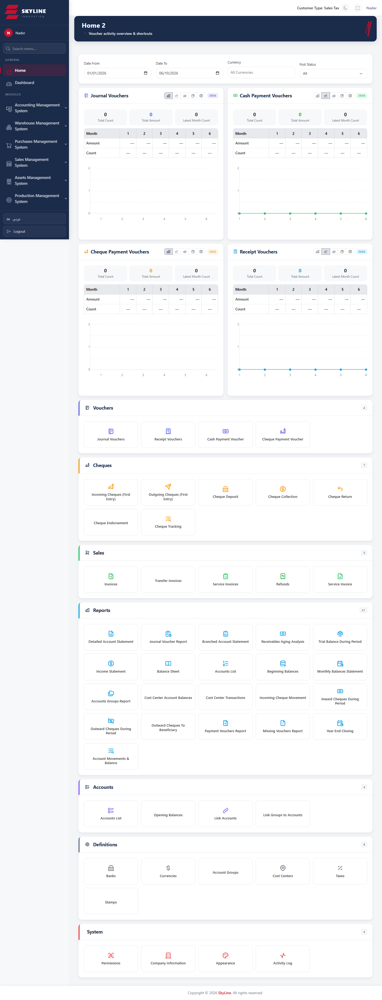 SKYLINE
INNOVATION
N
Nader
Search menu...
GENERAL
Home
Dashboard
MODULES
Accounting Management
System
Warehouse Management
System
Purchases Management
System
Sales Management
System
Assets Management
System
Production Management
System
SA عربي
Logout
Customer Type: Sales Tax Nader
Home 2
Voucher activity overview & shortcuts
Date From
01/01/2026
Date To
06/10/2026
Currency
All Currencies
Post Status
All
Journal Vouchers 2026
0 0 0
Total Count Total Amount Latest Month Count
Month 1 2 3 4 5 6
Amount — — — — — —
Count — — — — — —
2
1
0
1 2 3 4 5 6
Cash Payment Vouchers 2026
0 0 0
Total Count Total Amount Latest Month Count
Month 1 2 3 4 5 6
Amount — — — — — —
Count — — — — — —
2
1
0
1 2 3 4 5 6
Cheque Payment Vouchers 2026
0 0 0
Total Count Total Amount Latest Month Count
Month 1 2 3 4 5 6
Amount — — — — — —
Count — — — — — —
2
1
0
1 2 3 4 5 6
Receipt Vouchers 2026
0 0 0
Total Count Total Amount Latest Month Count
Month 1 2 3 4 5 6
Amount — — — — — —
Count — — — — — —
2
1
0
1 2 3 4 5 6
Vouchers 4
Journal Vouchers
Receipt Vouchers
Cash Payment Voucher
Cheque Payment Voucher
Cheques 7
Incoming Cheques (First
Entry)
Outgoing Cheques (First
Entry)
Cheque Deposit
Cheque Collection
Cheque Return
Cheque Endorsement
Cheque Tracking
Sales 5
Invoices
Transfer Invoices
Service Invoices
Refunds
Service Invoice
Reports 21
Detailed Account Statement
Journal Voucher Report
Branched Account Statement
Receivables Aging Analysis
Trial Balance During Period
Income Statement
Balance Sheet
Accounts List
Beginning Balances
Monthly Balances Statement
Accounts Groups Report
Cost Center Account Balances
Cost Center Transactions
Incoming Cheque Movement
Inward Cheques During
Period
Outward Cheques During
Period
Outward Cheques To
Beneficiary
Payment Vouchers Report
Missing Vouchers Report
Year-End Closing
Account Movements &
Balance
Accounts 4
Accounts List
Opening Balances
Link Accounts
Link Groups to Accounts
Definitions 6
Banks
Currencies
Account Groups
Cost Centers
Taxes
Stamps
System 4
Permissions
Company Information
Appearance
Activity Log
Copyright © 2026 SkyLine. All rights reserved